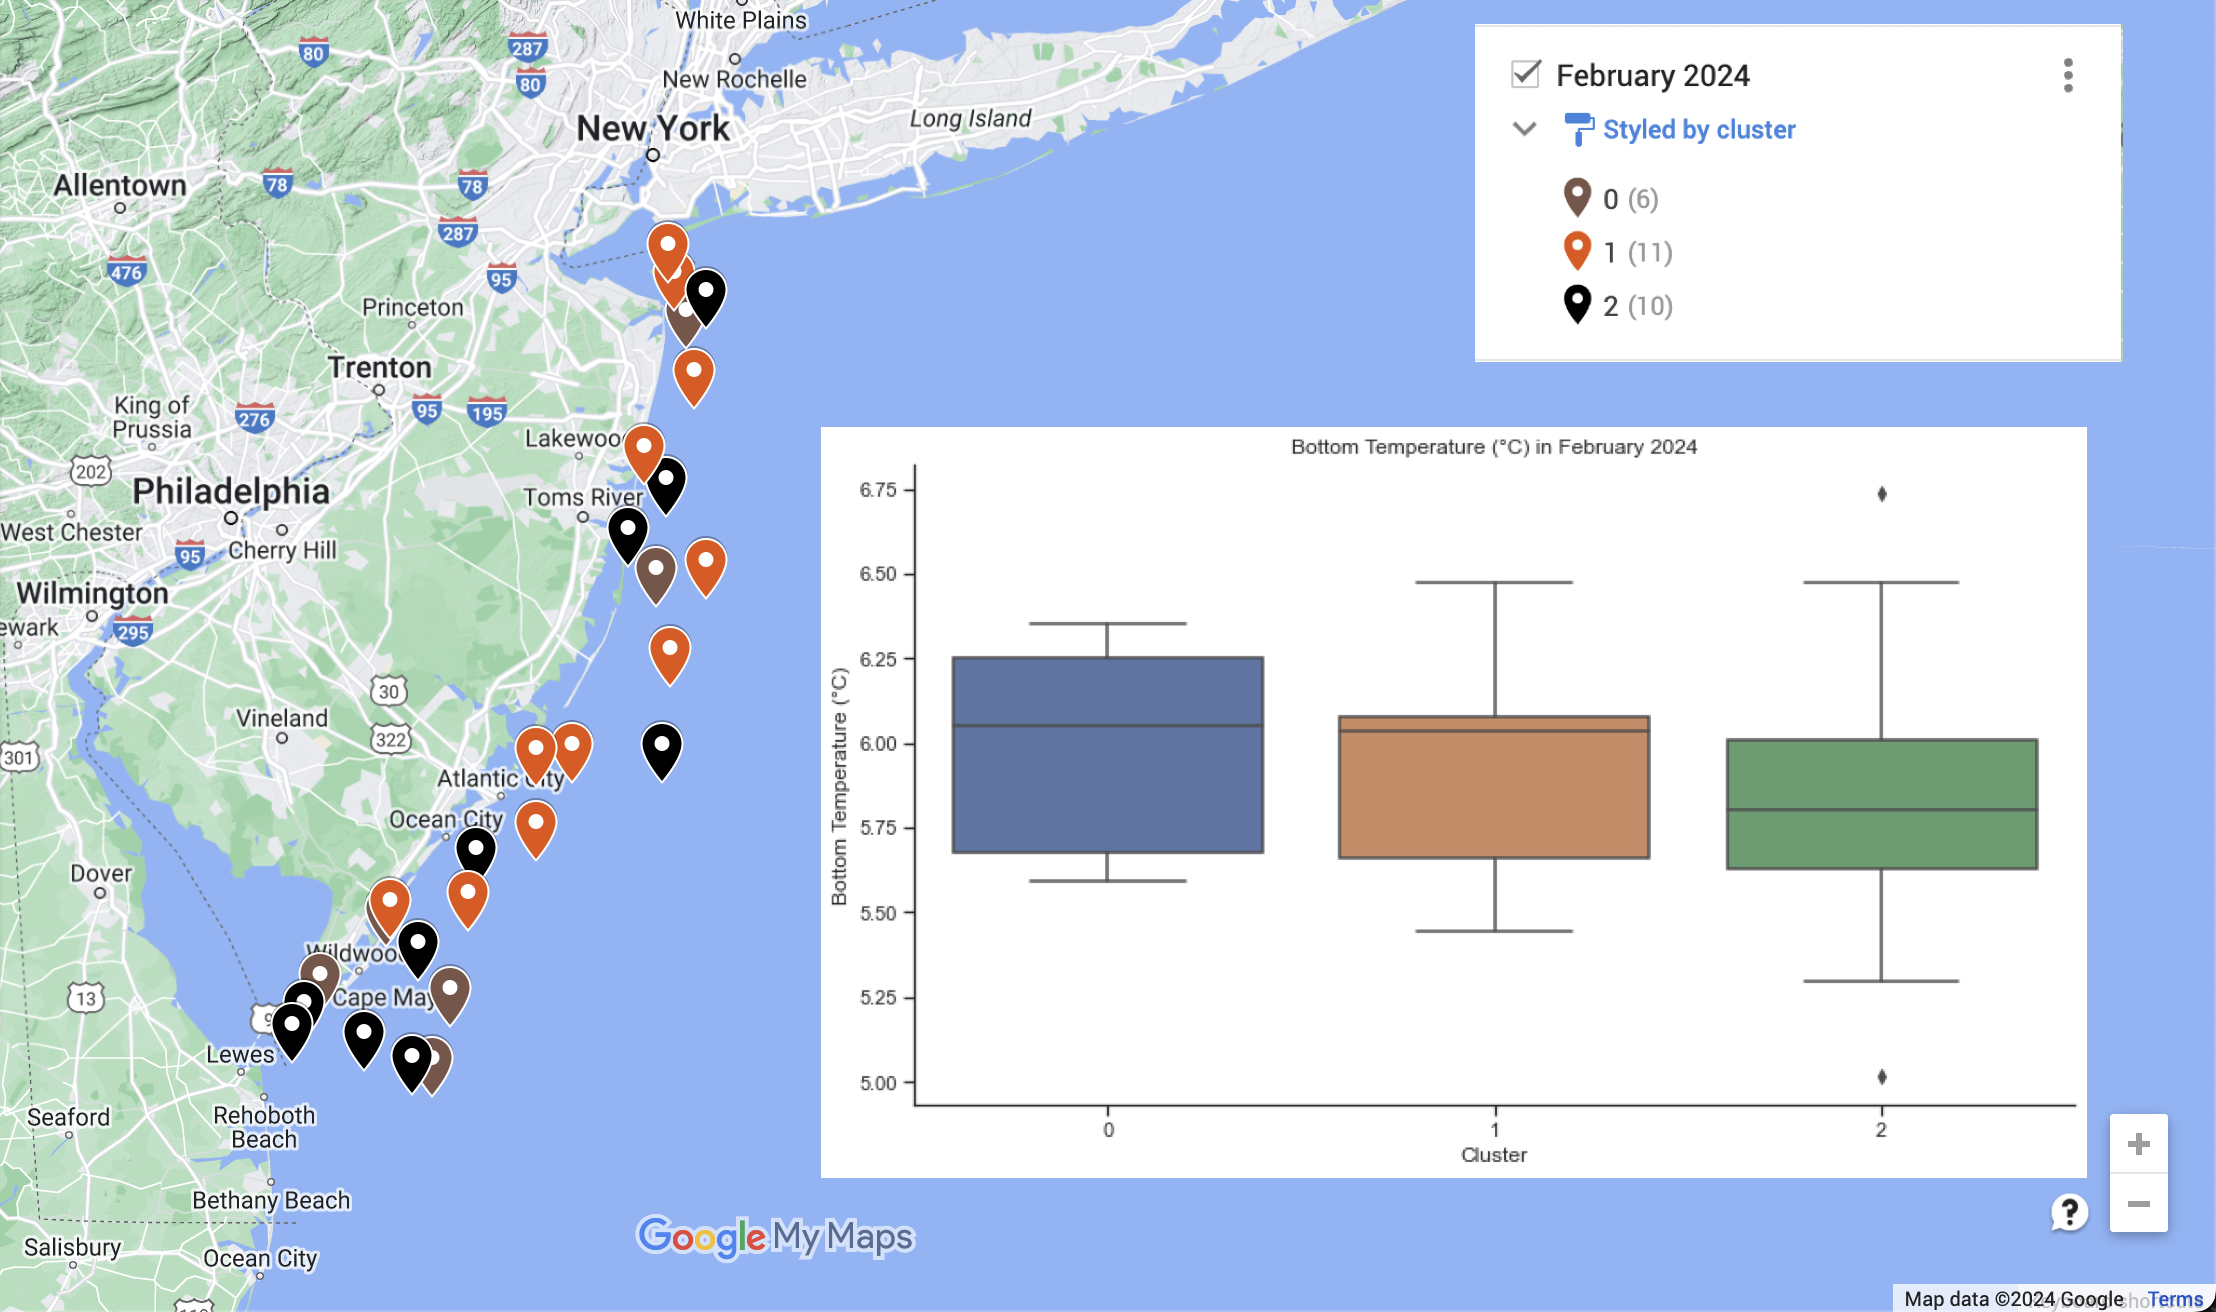 White Plains
New Rochelle
New York
Long Island
80
287
80
Allentown
78
78
287
476
95
Princeton
Trenton
King of
Prussia
276
95
195
Lakewoo
202
Philadelphia
Toms River
West Chester
95
Cherry Hill
Wilmington
ewark
295
30
Vineland
322
301
Atlantic City
Ocean City
Dover
Wildwoo
13
Cape May
9
Lewes
Seaford
Rehoboth
Beach
Bethany Beach
Salisbury
Ocean City
February 2024
Styled by cluster
0 (6)
1 (11)
2 (10)
Bottom Temperature (°C) in February 2024
Bottom Temperature (°C)
6.75
6.50
6.25
6.00
5.75
5.50
5.25
5.00
0 1 2
Cluster
Google My Maps
?
+
−
Map data ©2024 Google Terms